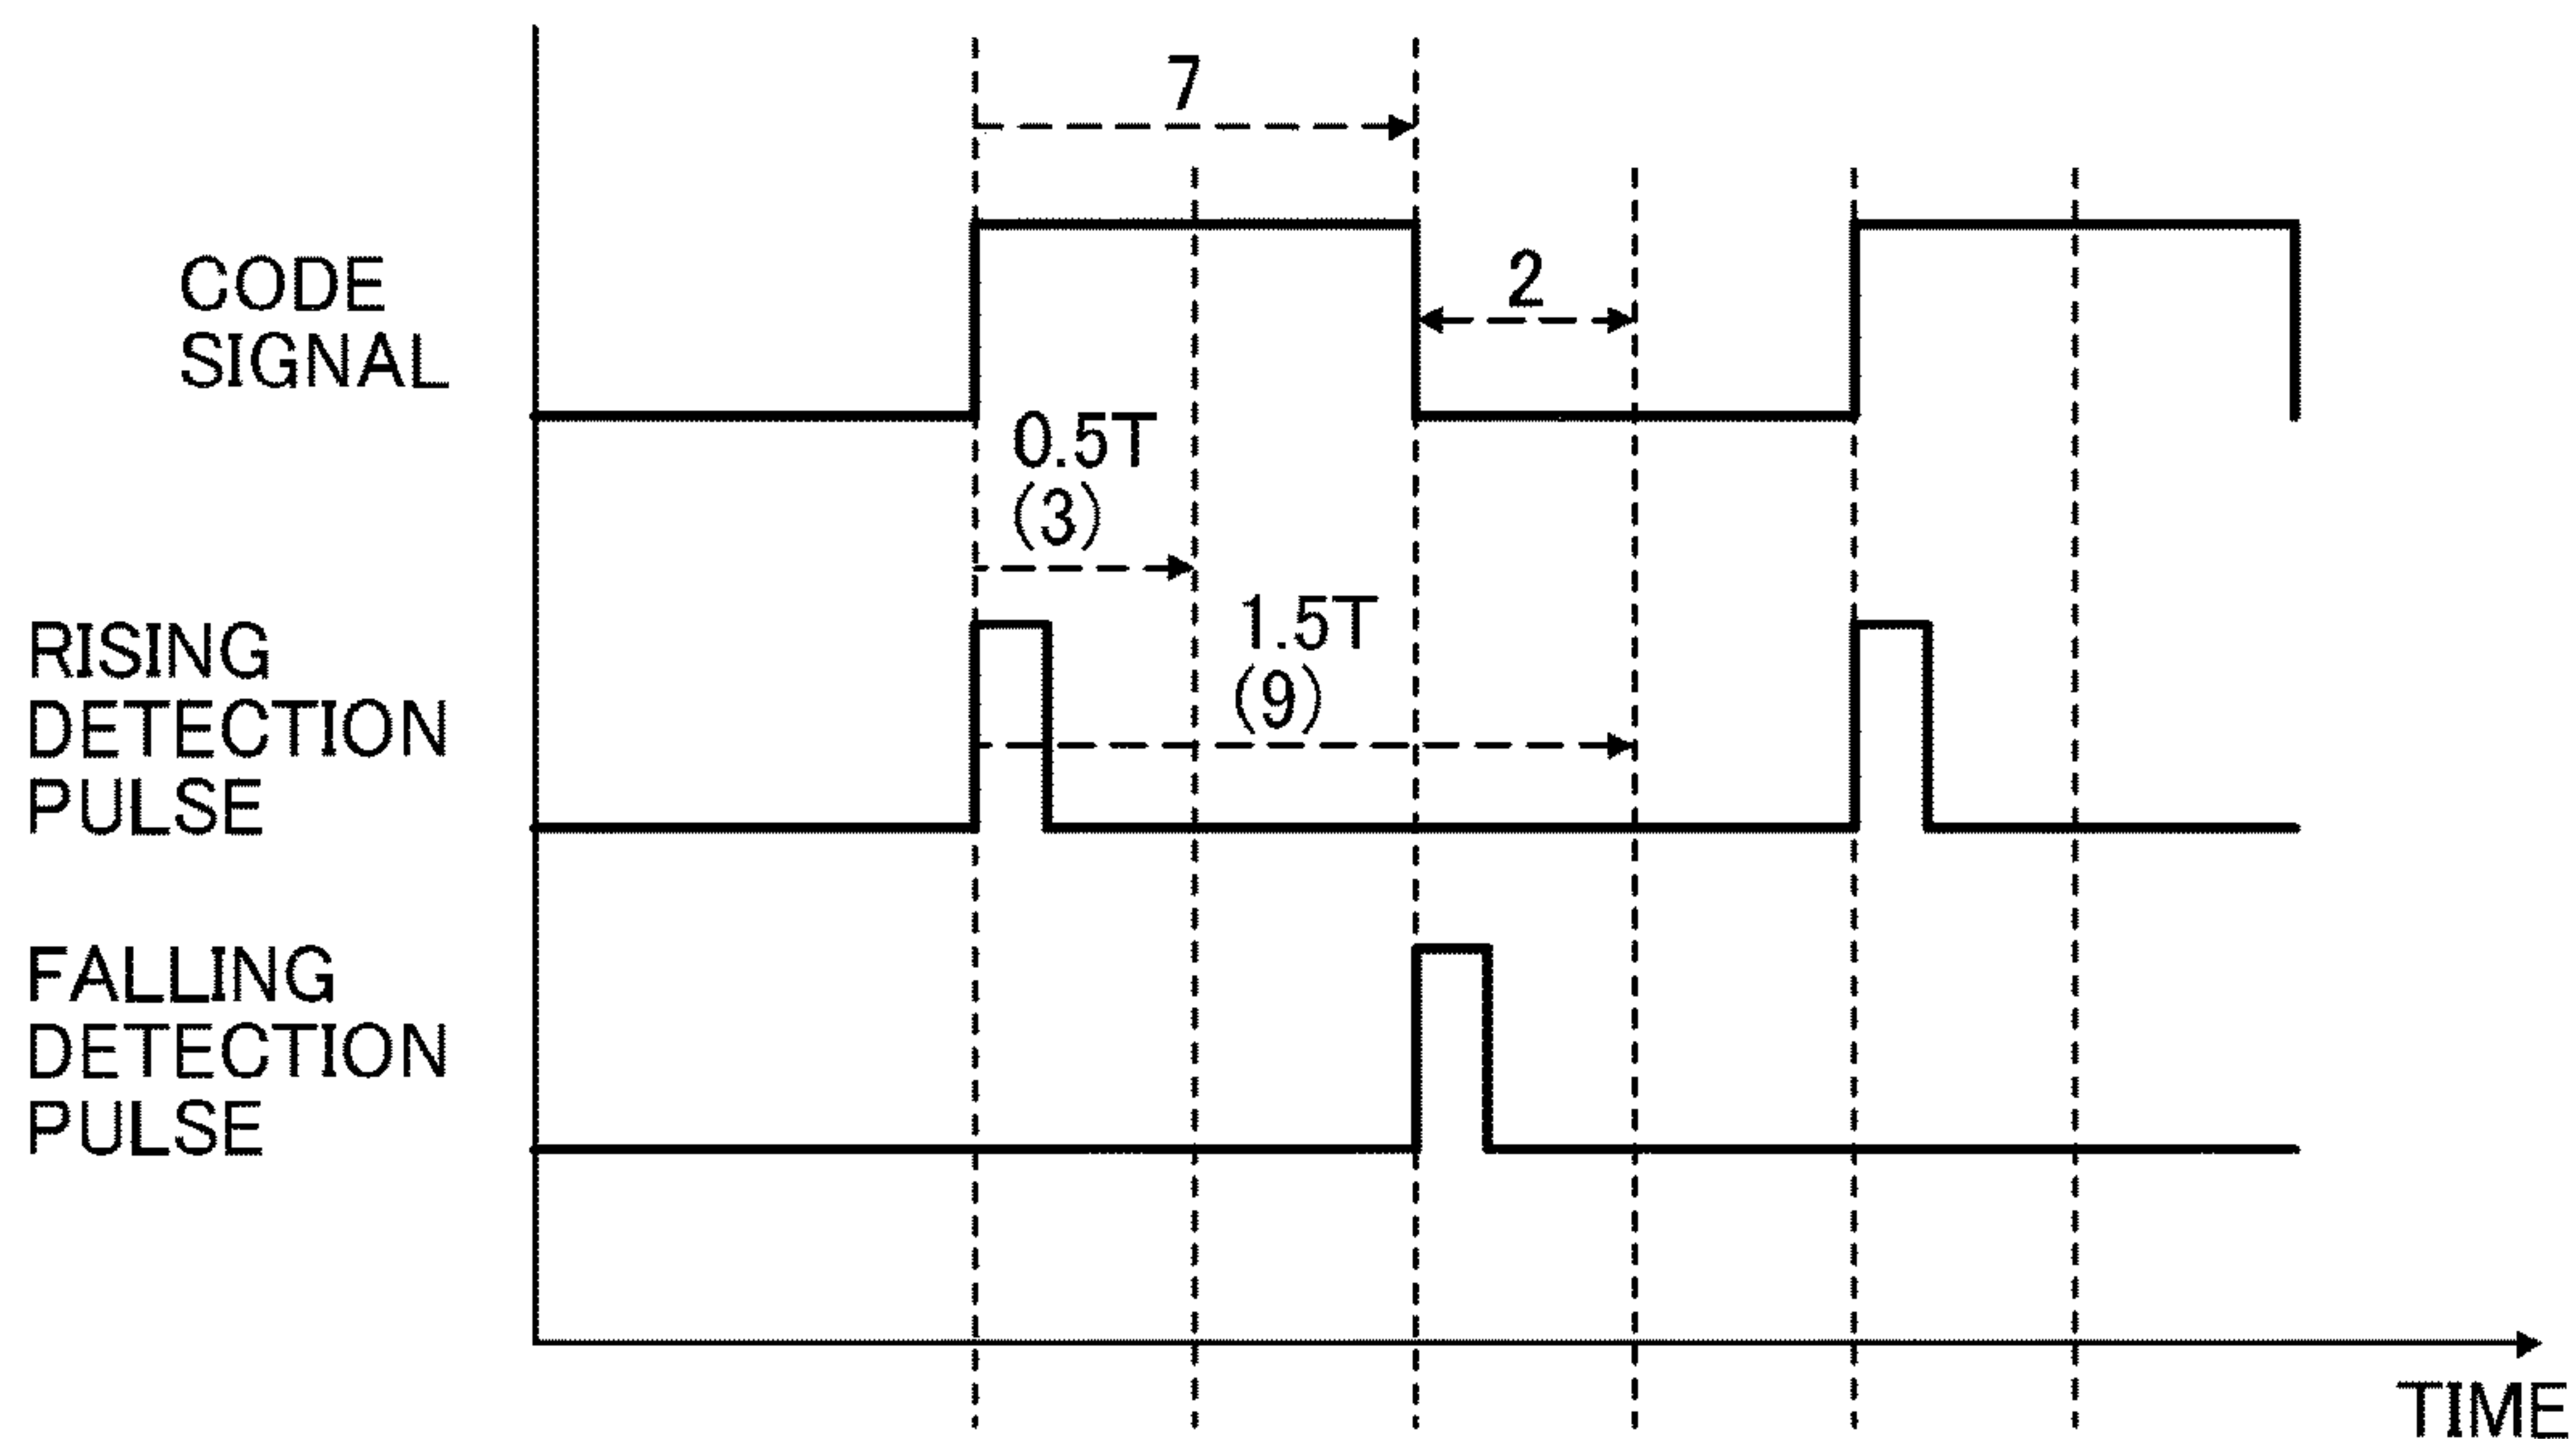 7
CODE
SIGNAL
2
0.5T
(3)
1.5T
(9)
RISING
DETECTION
PULSE
FALLING
DETECTION
PULSE
TIME